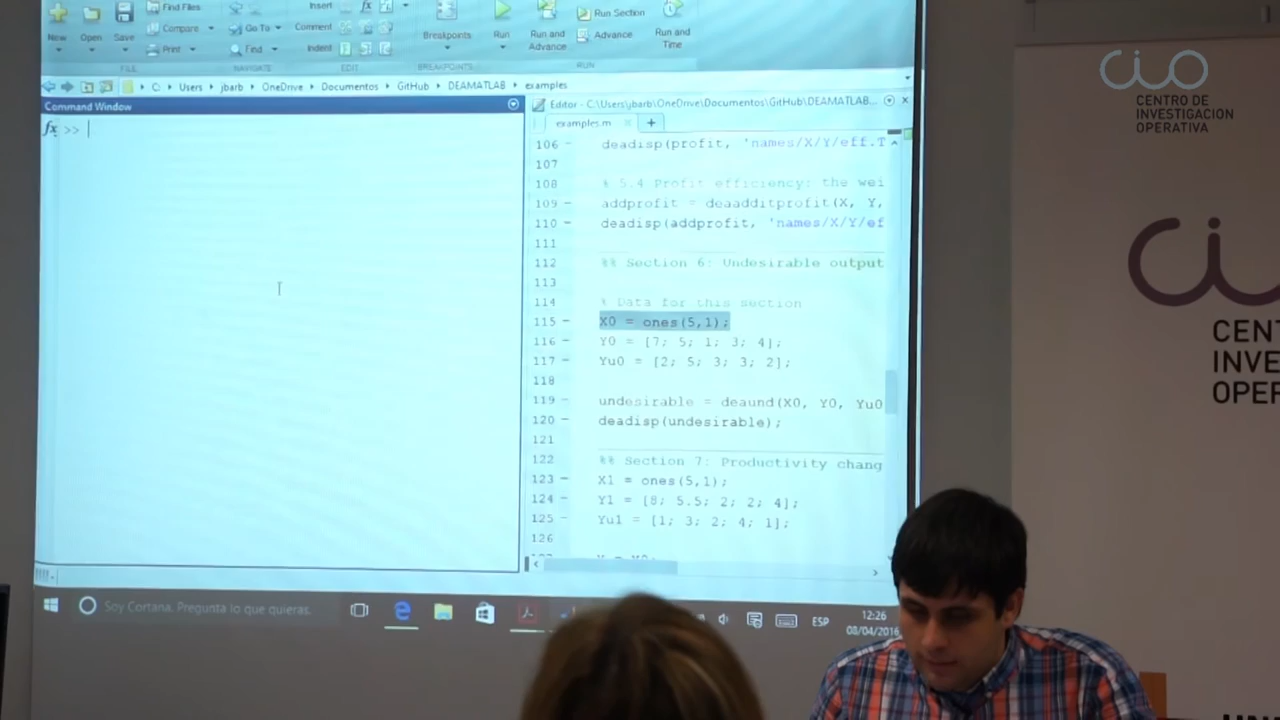 New
Open
Save
Find Files
Compare
Print
Go To
Find
Insert
Comment
Indent
fx
Breakpoints
Run
Run and Advance
Run Section
Advance
Run and Time
FILE
NAVIGATE
EDIT
BREAKPOINTS
RUN
C: Users jbarb OneDrive Documentos GitHub DEAMATLAB examples
Command Window
fx >>
Editor - C:\Users\jbarb\OneDrive\Documentos\GitHub\DEAMATLAB...
examples.m
106 - deadisp(profit, 'names/X/Y/eff.T
107
108 % 5.4 Profit efficiency: the wei
109 - addprofit = deaadditprofit(X, Y,
110 - deadisp(addprofit, 'names/X/Y/ef
111
112 %% Section 6: Undesirable output
113
114 % Data for this section
115 - X0 = ones(5,1);
116 - Y0 = [7; 5; 1; 3; 4];
117 - Yu0 = [2; 5; 3; 3; 2];
118
119 - undesirable = deaund(X0, Y0, Yu0
120 - deadisp(undesirable);
121
122 %% Section 7: Productivity chang
123 - X1 = ones(5,1);
124 - Y1 = [8; 5.5; 2; 2; 4];
125 - Yu1 = [1; 3; 2; 4; 1];
126
Soy Cortana. Pregunta lo que quieras.
ESP
12:26
08/04/2016
cio
CENTRO DE
INVESTIGACION
OPERATIVA
CEN
INVE
OPER